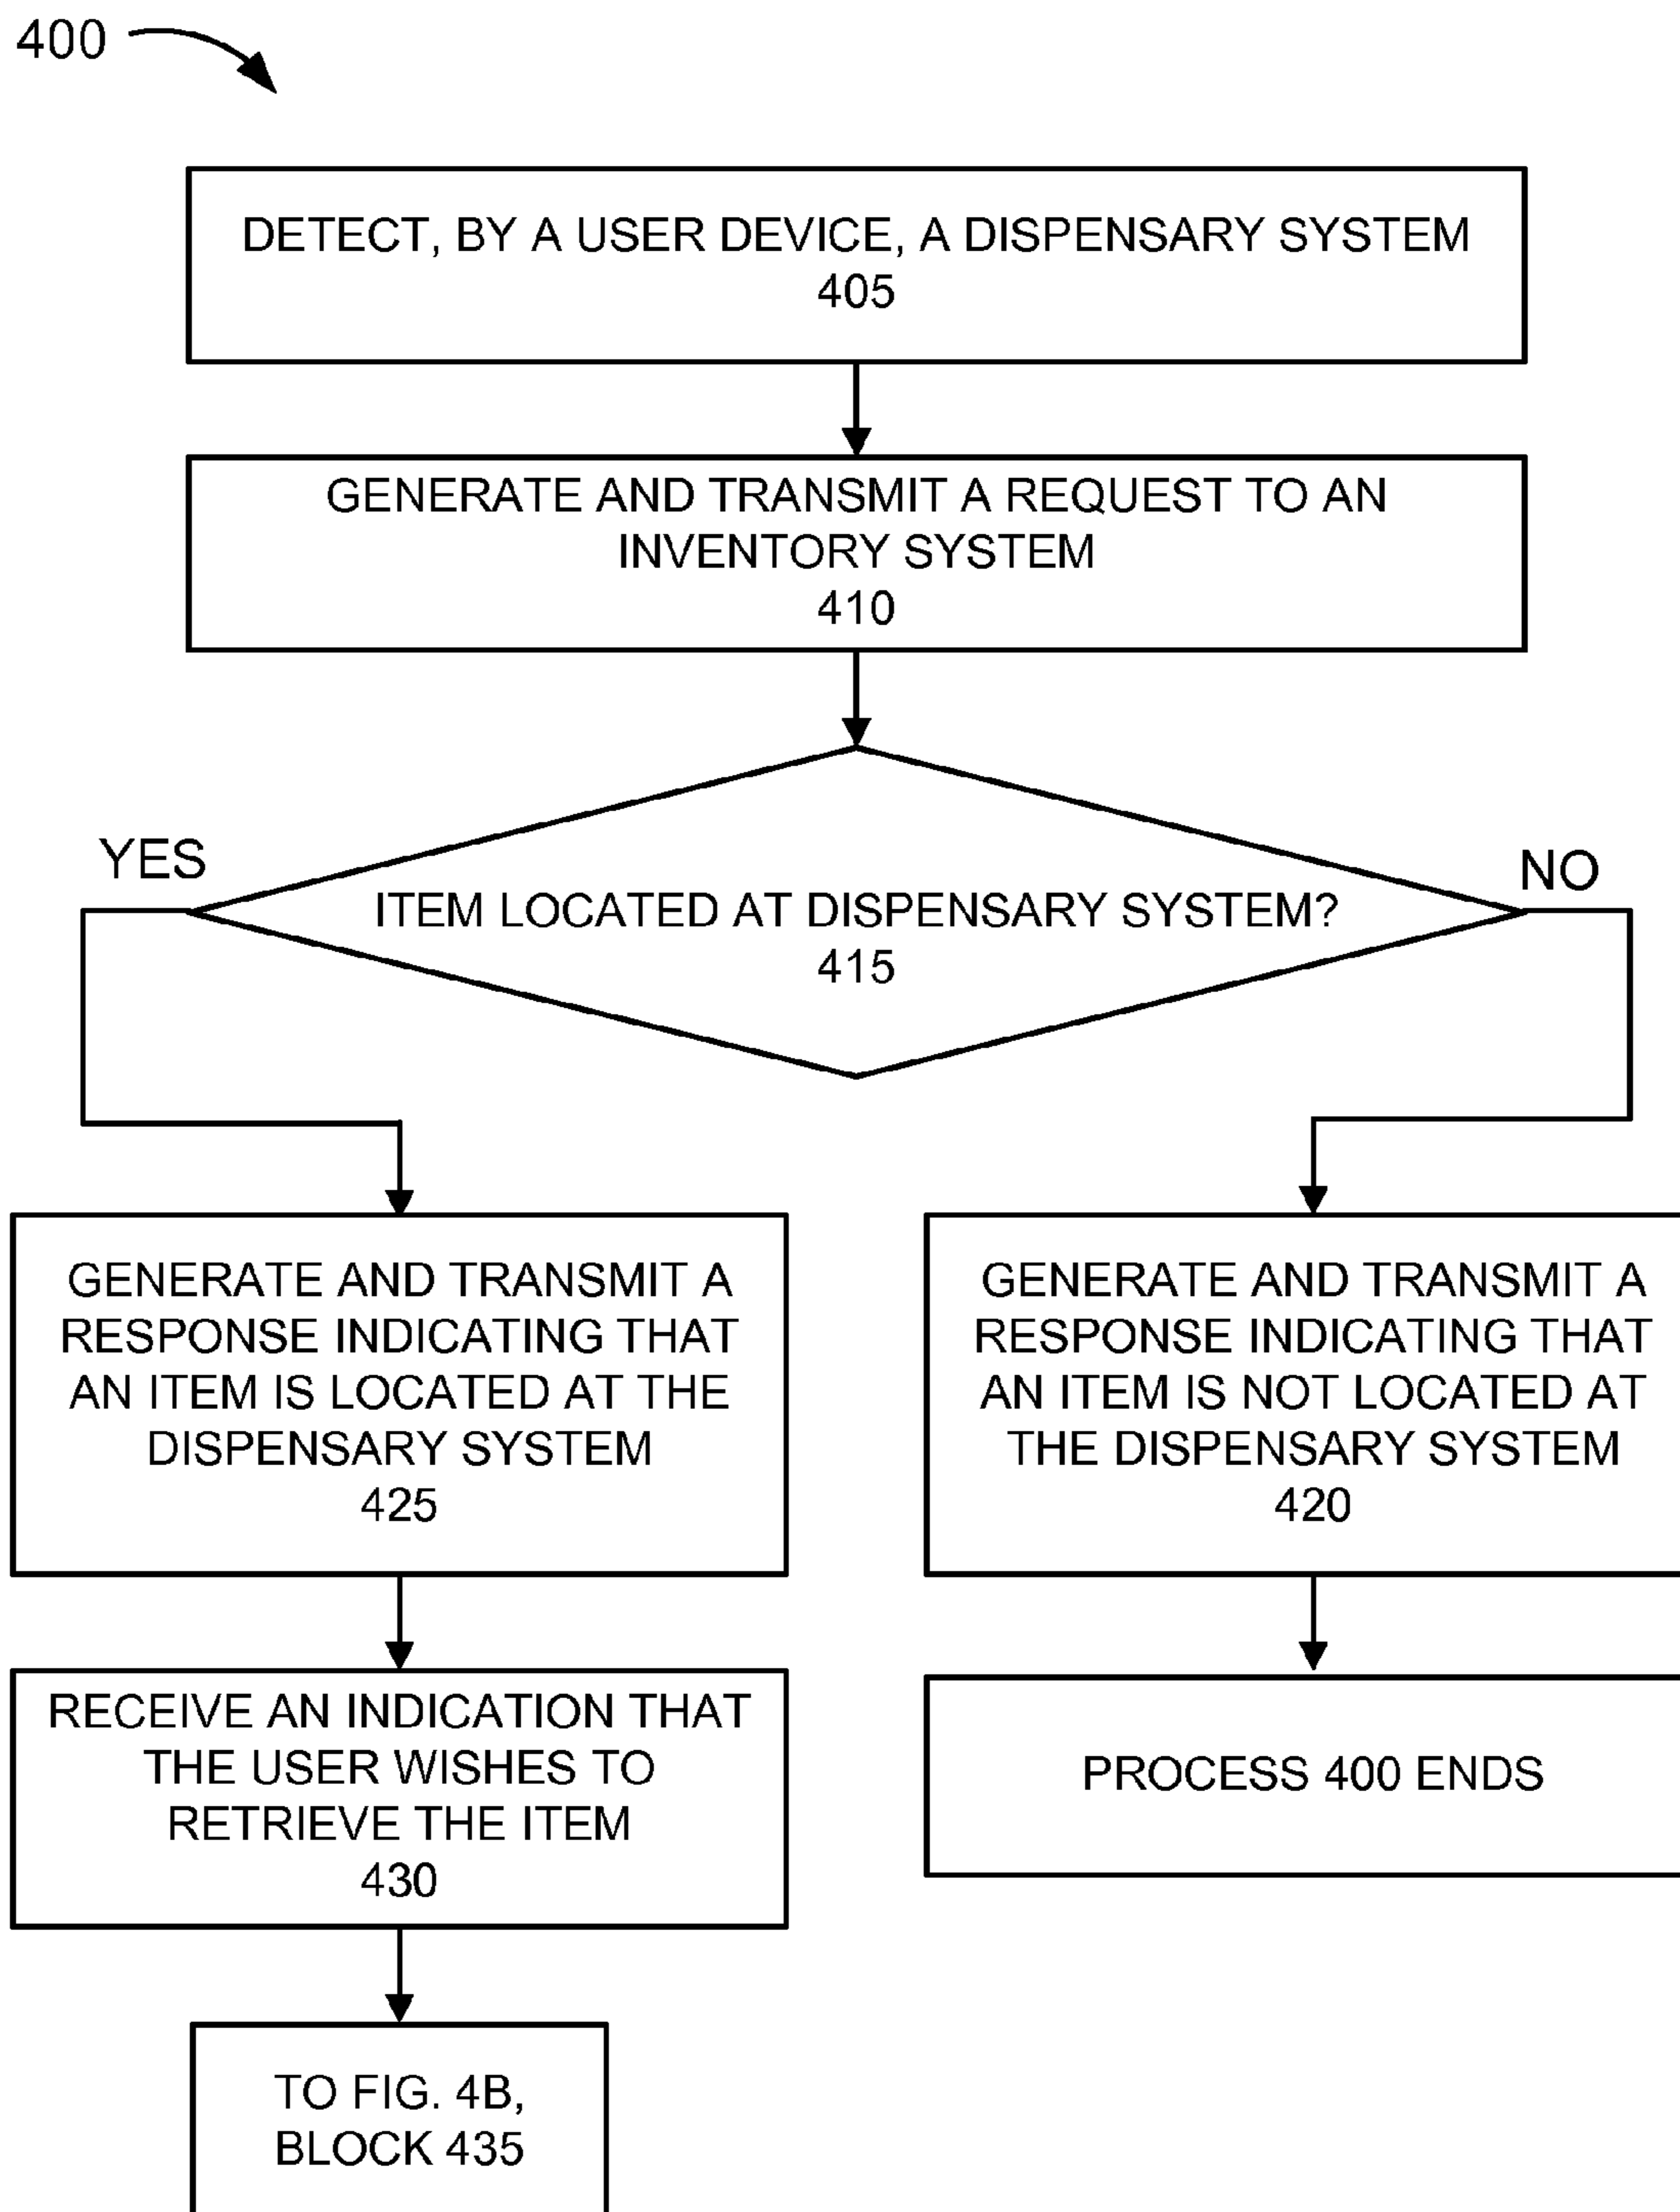 400
DETECT, BY A USER DEVICE, A DISPENSARY SYSTEM
405
GENERATE AND TRANSMIT A REQUEST TO AN
INVENTORY SYSTEM
410
YES
NO
ITEM LOCATED AT DISPENSARY SYSTEM?
415
GENERATE AND TRANSMIT A
RESPONSE INDICATING THAT
AN ITEM IS LOCATED AT THE
DISPENSARY SYSTEM
425
GENERATE AND TRANSMIT A
RESPONSE INDICATING THAT
AN ITEM IS NOT LOCATED AT
THE DISPENSARY SYSTEM
420
RECEIVE AN INDICATION THAT
THE USER WISHES TO
RETRIEVE THE ITEM
430
PROCESS 400 ENDS
TO FIG. 4B,
BLOCK 435